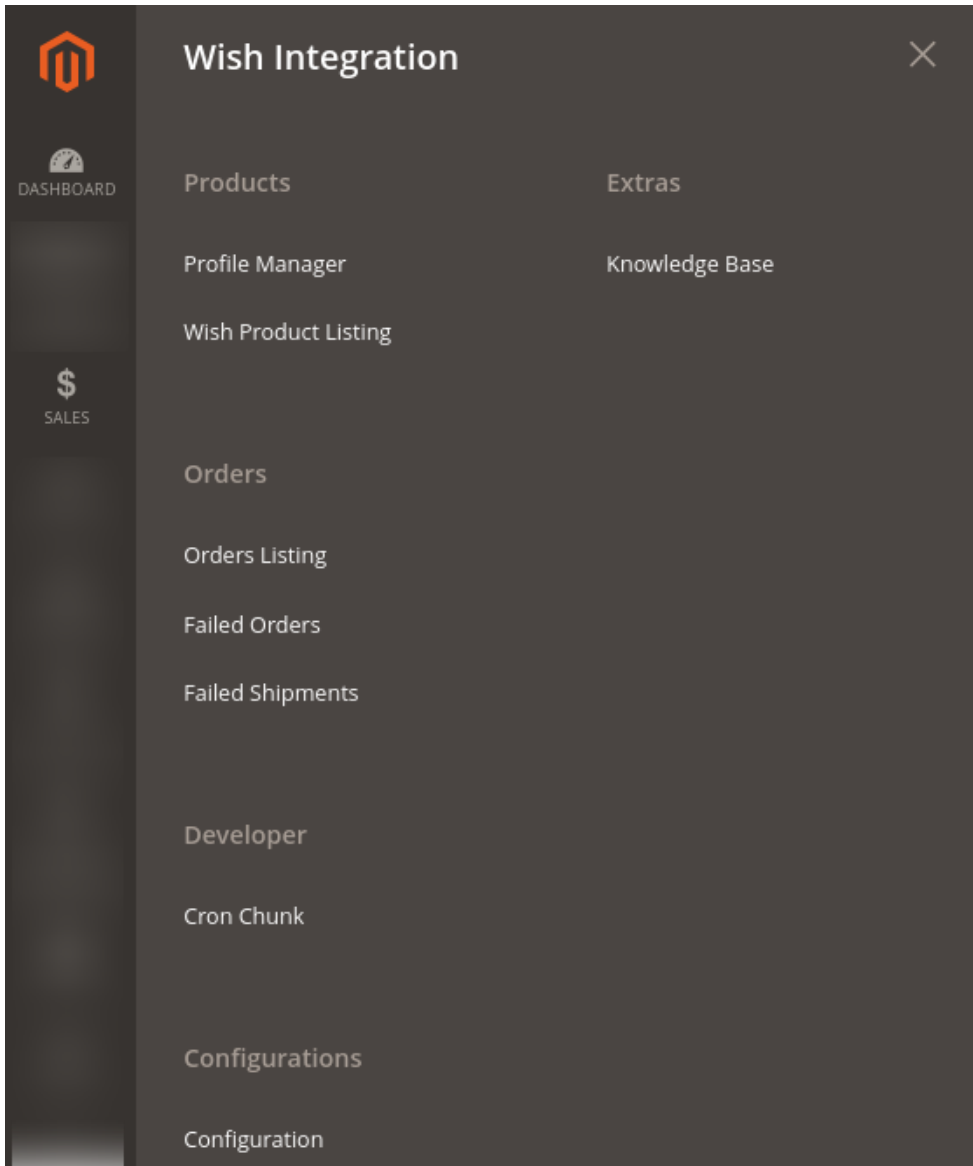 Wish Integration
DASHBOARD
SALES
Products
Profile Manager
Wish Product Listing
Extras
Knowledge Base
Orders
Orders Listing
Failed Orders
Failed Shipments
Developer
Cron Chunk
Configurations
Configuration